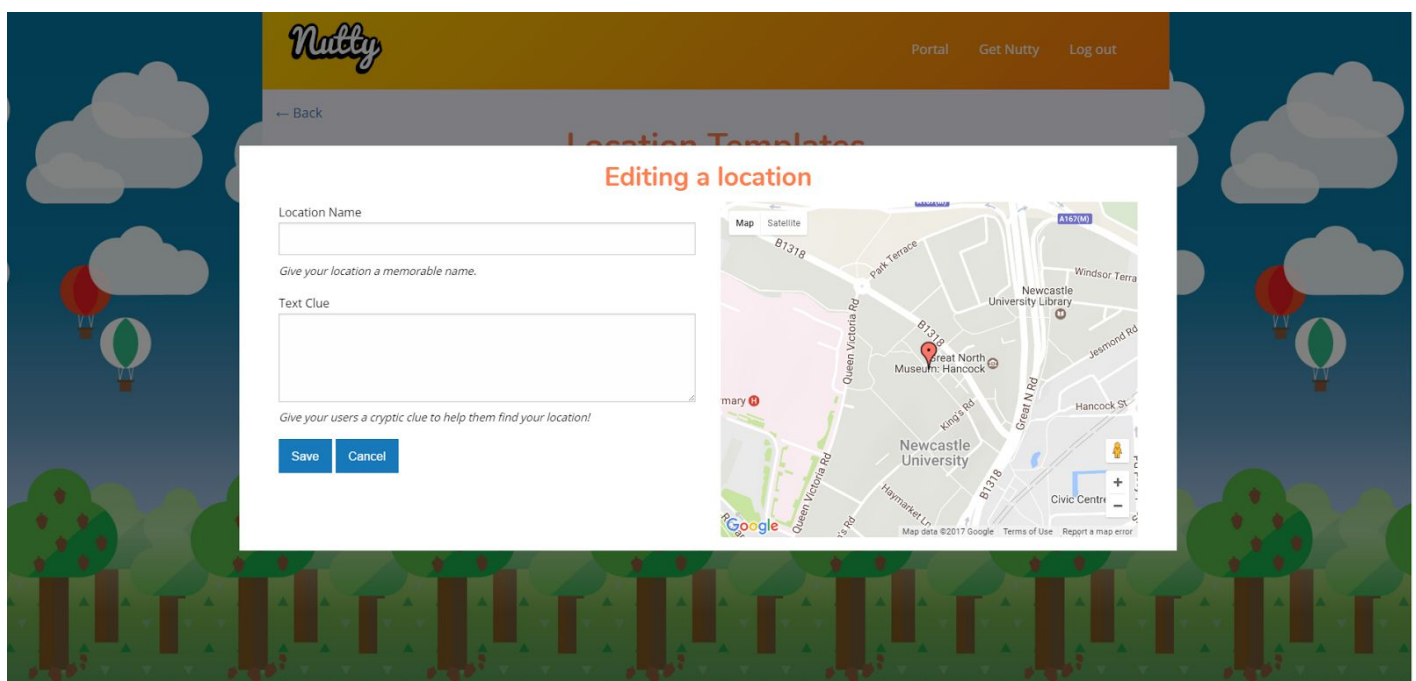 Nutty
Portal Get Nutty Log out
← Back
Location Templates
Editing a location
Location Name
Give your location a memorable name.
Text Clue
Give your users a cryptic clue to help them find your location!
Save Cancel
Map Satellite
A167(M)
B1318
Park Terrace
Windsor Terra
Newcastle
University Library
Queen Victoria Rd
B1318
Jesmond Rd
Great North
Museum: Hancock
mary H
King's Rd
Great N Rd
Hancock St
Newcastle
University
Queen Victoria Rd
Haymarket Ln
B1318
Civic Centre
+
−
Google
Map data ©2017 Google Terms of Use Report a map error